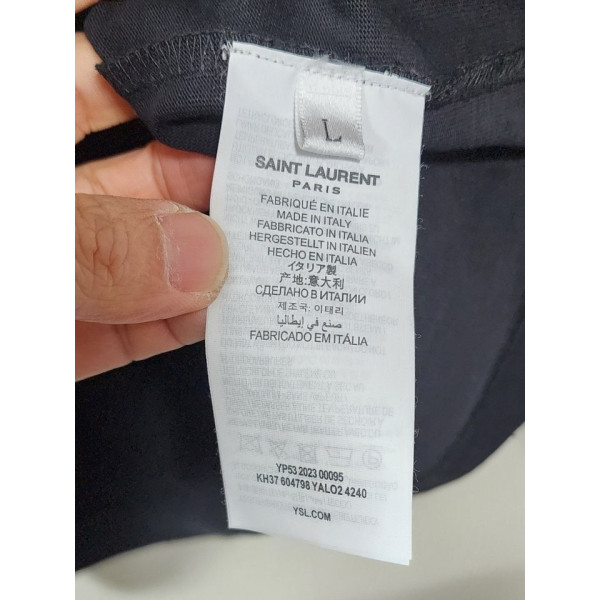 L
SAINT LAURENT
PARIS
FABRIQUÉ EN ITALIE
MADE IN ITALY
FABBRICATO IN ITALIA
HERGESTELLT IN ITALIEN
HECHO EN ITALIA
イタリア製
产地:意大利
СДЕЛАНО В ИТАЛИИ
제조국: 이태리
صنع في إيطاليا
FABRICADO EM ITÁLIA
YP53 2023 00095
KH37 604798 YALO2 4240
YSL.COM